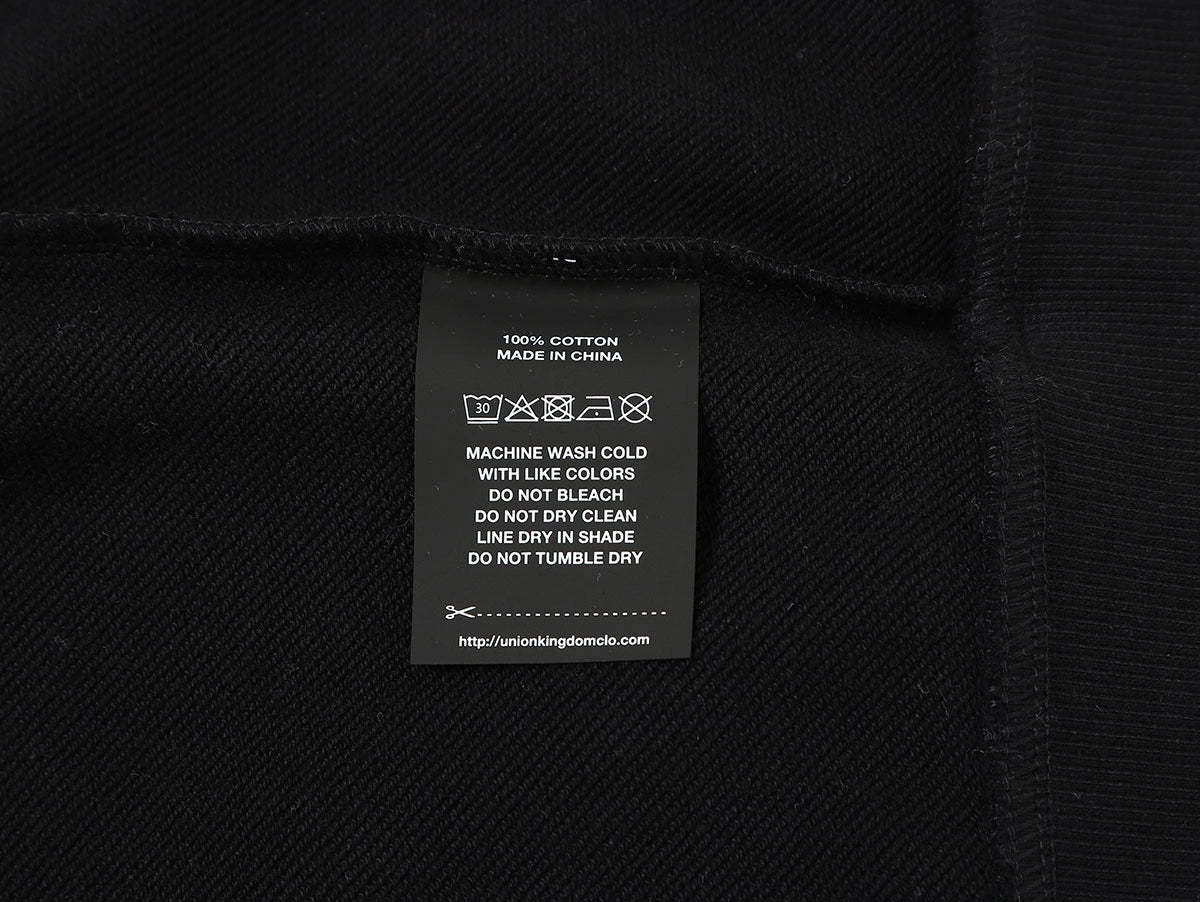 100% COTTON
MADE IN CHINA
30
MACHINE WASH COLD
WITH LIKE COLORS
DO NOT BLEACH
DO NOT DRY CLEAN
LINE DRY IN SHADE
DO NOT TUMBLE DRY
http://unionkingdomclo.com